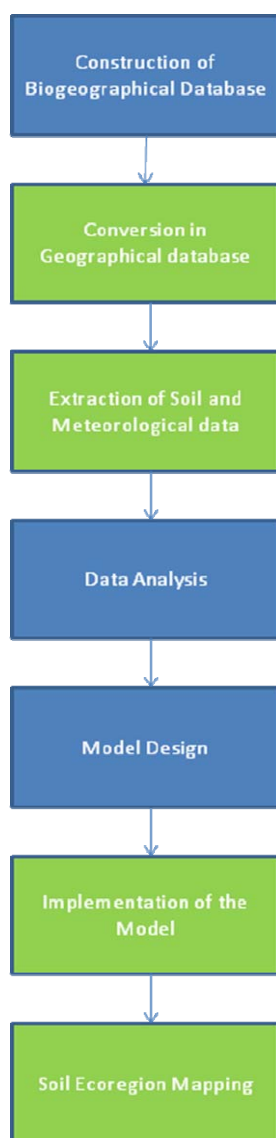 Construction of
Biogeographical Database
Conversion in
Geographical database
Extraction of Soil and
Meteorological data
Data Analysis
Model Design
Implementation of the
Model
Soil Ecoregion Mapping